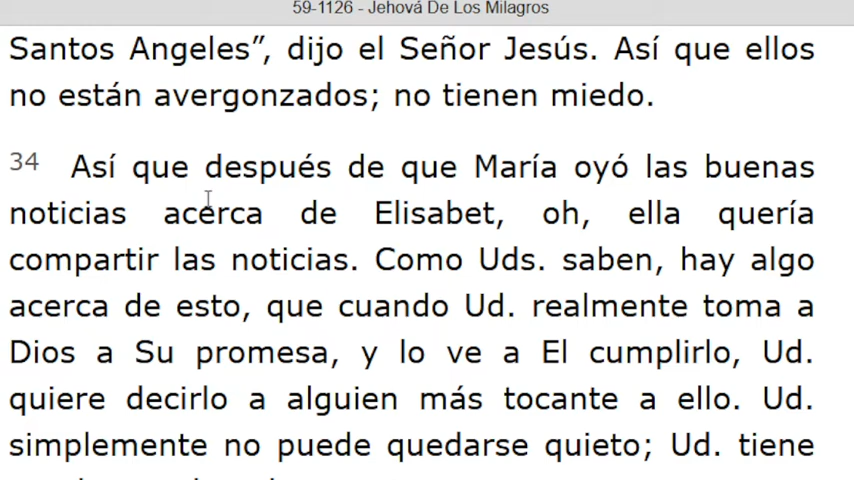 59-1126 - Jehová De Los Milagros
Santos Angeles”, dijo el Señor Jesús. Así que ellos
no están avergonzados; no tienen miedo.
34 Así que después de que María oyó las buenas
noticias acerca de Elisabet, oh, ella quería
compartir las noticias. Como Uds. saben, hay algo
acerca de esto, que cuando Ud. realmente toma a
Dios a Su promesa, y lo ve a El cumplirlo, Ud.
quiere decirlo a alguien más tocante a ello. Ud.
simplemente no puede quedarse quieto; Ud. tiene